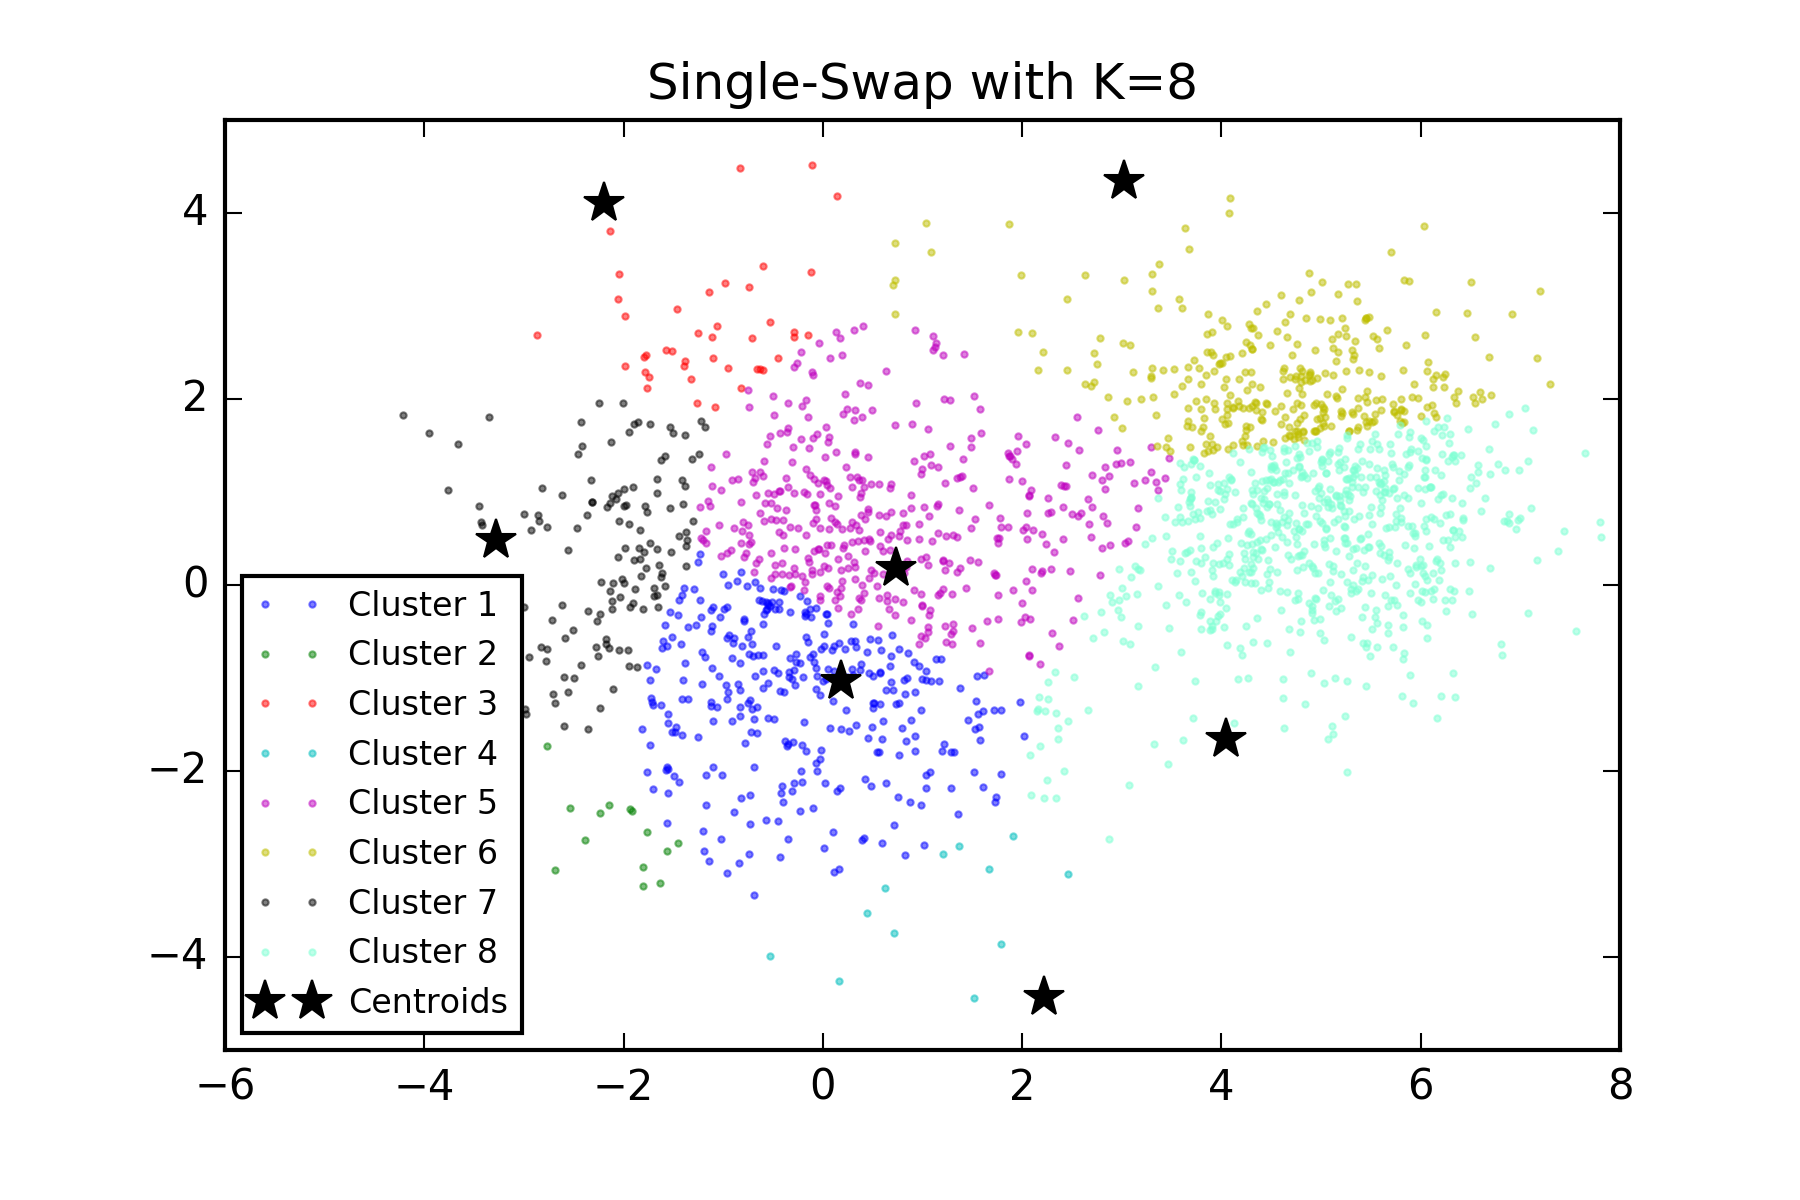 Single-Swap with K=8
4
2
0
−2
−4
Cluster 1
Cluster 2
Cluster 3
Cluster 4
Cluster 5
Cluster 6
Cluster 7
Cluster 8
Centroids
−6 −4 −2 0 2 4 6 8